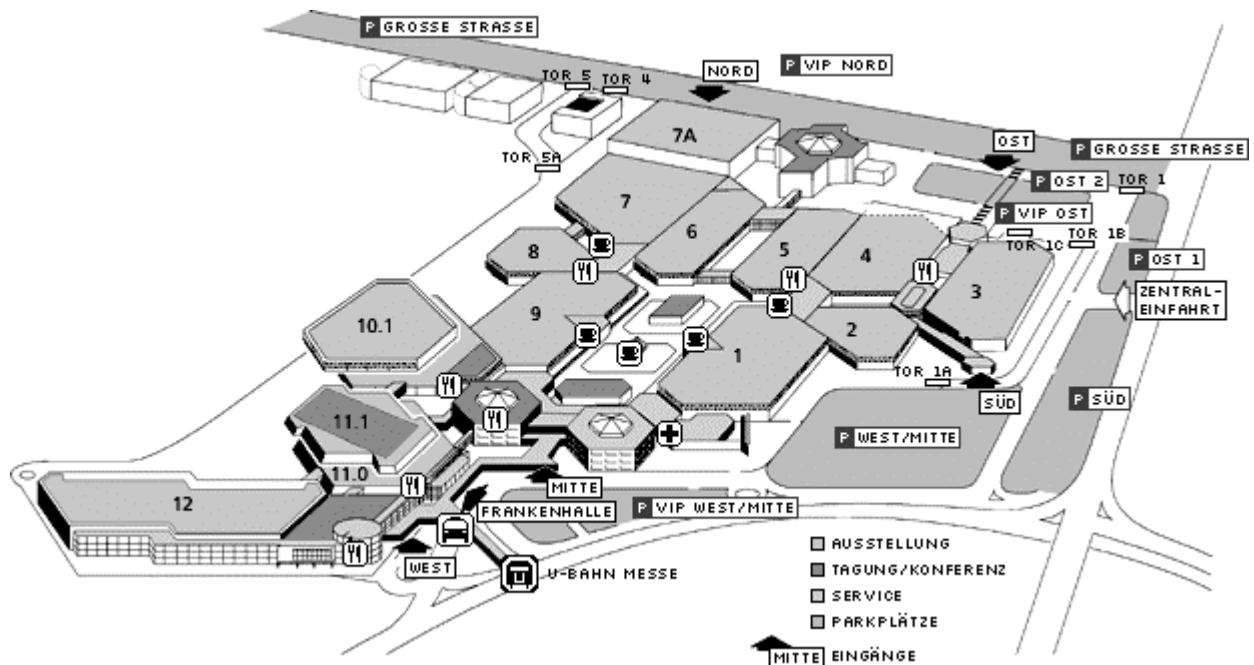 P GROSSE STRASSE
NORD
P VIP NORD
TOR 5
TOR 4
7A
OST
P GROSSE STRASSE
TOR 5A
P OST 2
TOR 1
7
P VIP OST
6
TOR 1C
TOR 1B
8
5
4
P OST 1
3
ZENTRAL-
EINFAHRT
9
10.1
1
2
TOR 1A
SÜD
P SÜD
11.1
P WEST/MITTE
11.0
MITTE
12
FRANKENHALLE
P VIP WEST/MITTE
WEST
U-BAHN MESSE
AUSSTELLUNG
TAGUNG/KONFERENZ
SERVICE
PARKPLÄTZE
MITTE EINGÄNGE